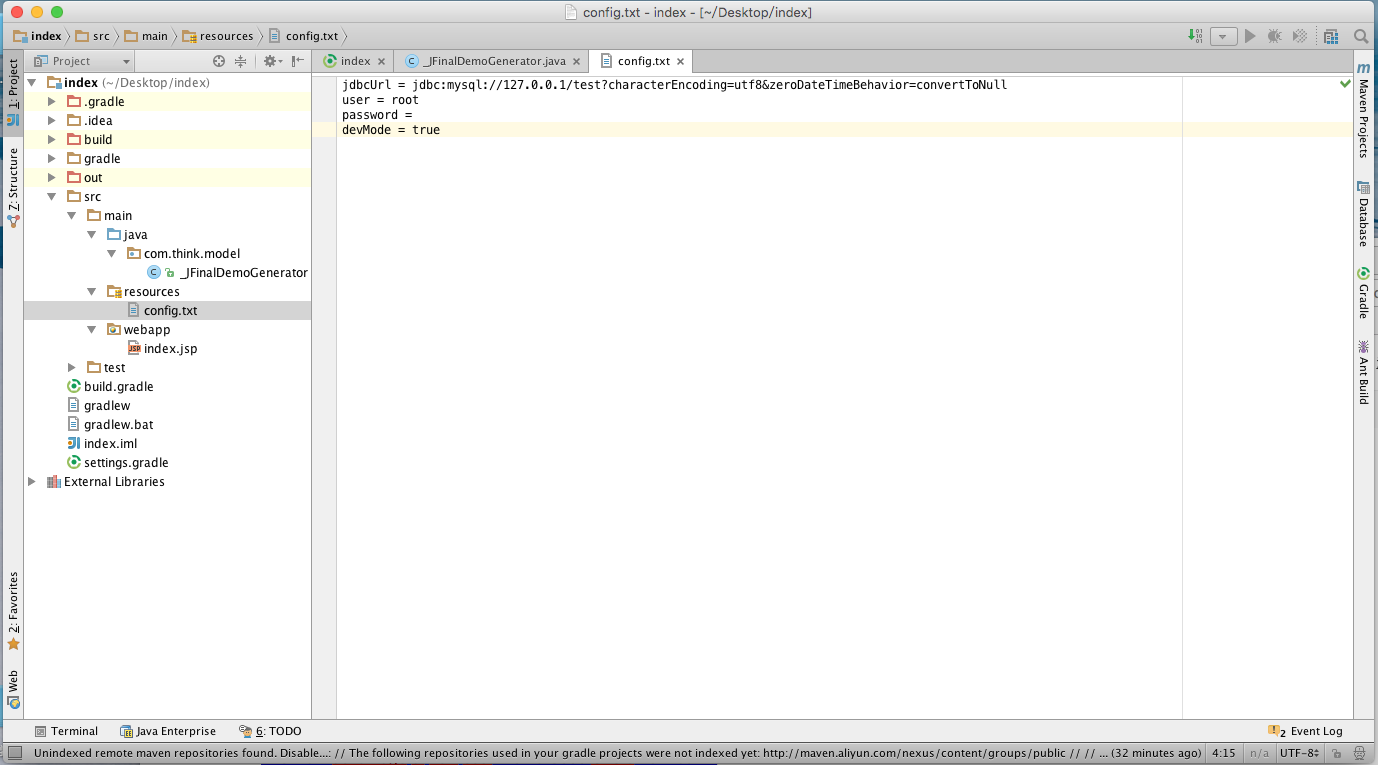 config.txt - index - [~/Desktop/index]
index src main resources config.txt
1: Project
Project
index
_JFinalDemoGenerator.java
config.txt
index (~/Desktop/index)
.gradle
.idea
build
gradle
out
src
main
java
com.think.model
_JFinalDemoGenerator
resources
config.txt
webapp
index.jsp
test
build.gradle
gradlew
gradlew.bat
index.iml
settings.gradle
External Libraries
jdbcUrl = jdbc:mysql://127.0.0.1/test?characterEncoding=utf8&zeroDateTimeBehavior=convertToNull
user = root
password =
devMode = true
7: Structure
2: Favorites
Web
Maven Projects
Database
Gradle
Ant Build
Terminal Java Enterprise 6: TODO
2 Event Log
Unindexed remote maven repositories found. Disable...: // The following repositories used in your gradle projects were not indexed yet: http://maven.aliyun.com/nexus/content/groups/public // // ... (32 minutes ago) 4:15 n/a UTF-8